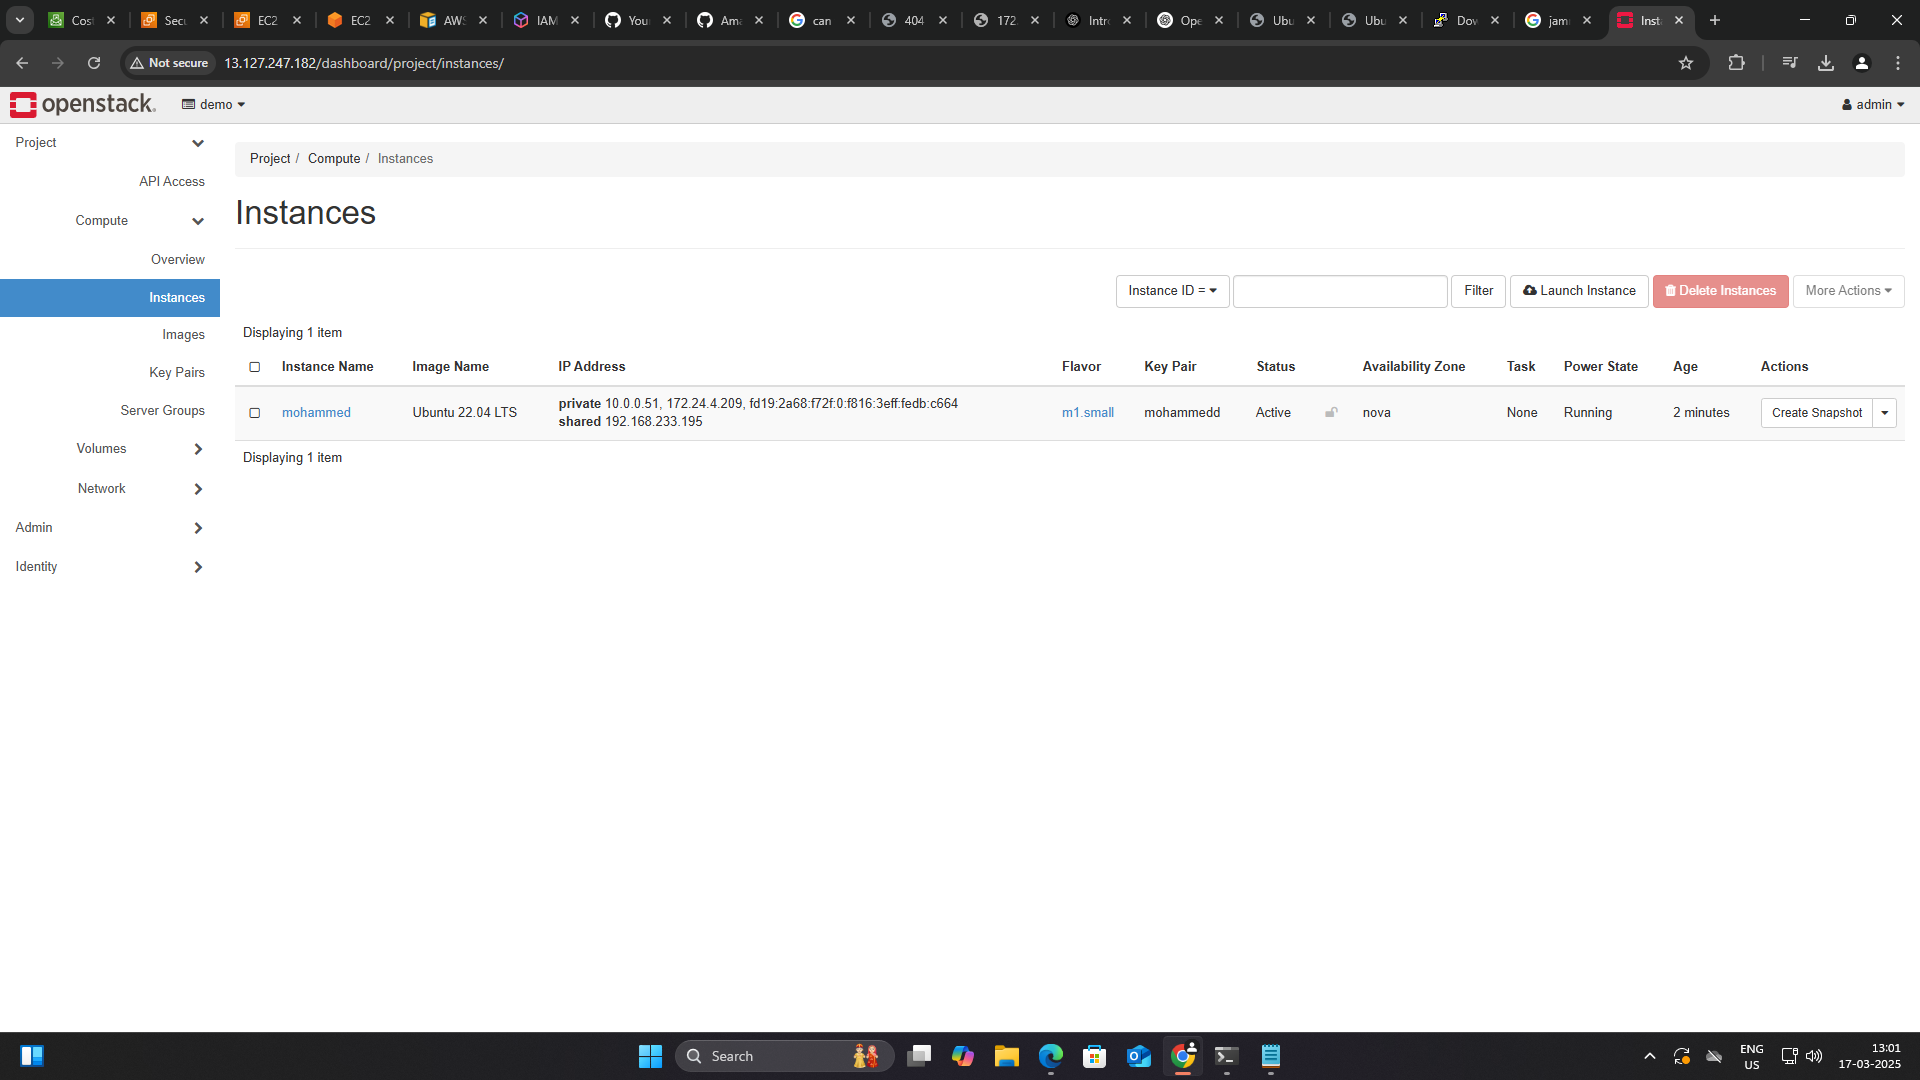 Cos
Secu
EC2
EC2
AWS
IAM
You
Ama
can
404
172.
Intro
Ope
Ubu
Ubu
Dow
jam
Inst
Not secure 13.127.247.182/dashboard/project/instances/
openstack. demo admin
Project
API Access
Compute
Overview
Instances
Images
Key Pairs
Server Groups
Volumes
Network
Admin
Identity
Project / Compute / Instances
Instances
Instance ID = Filter Launch Instance Delete Instances More Actions
Displaying 1 item
Instance Name Image Name IP Address Flavor Key Pair Status Availability Zone Task Power State Age Actions
mohammed Ubuntu 22.04 LTS private 10.0.0.51, 172.24.4.209, fd19:2a68:f72f:0:f816:3eff:fedb:c664 m1.small mohammedd Active nova None Running 2 minutes Create Snapshot
shared 192.168.233.195
Displaying 1 item
Search
ENG
US
13:01
17-03-2025